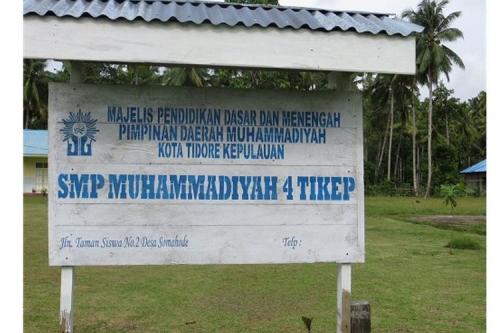 MAJELIS PENDIDIKAN DASAR DAN MENENGAH
PIMPINAN DAERAH MUHAMMADIYAH
KOTA TIDORE KEPULAUAN
SMP MUHAMMADIYAH 4 TIKEP
Jln. Taman Siswa No.2 Desa Somahode Telp :